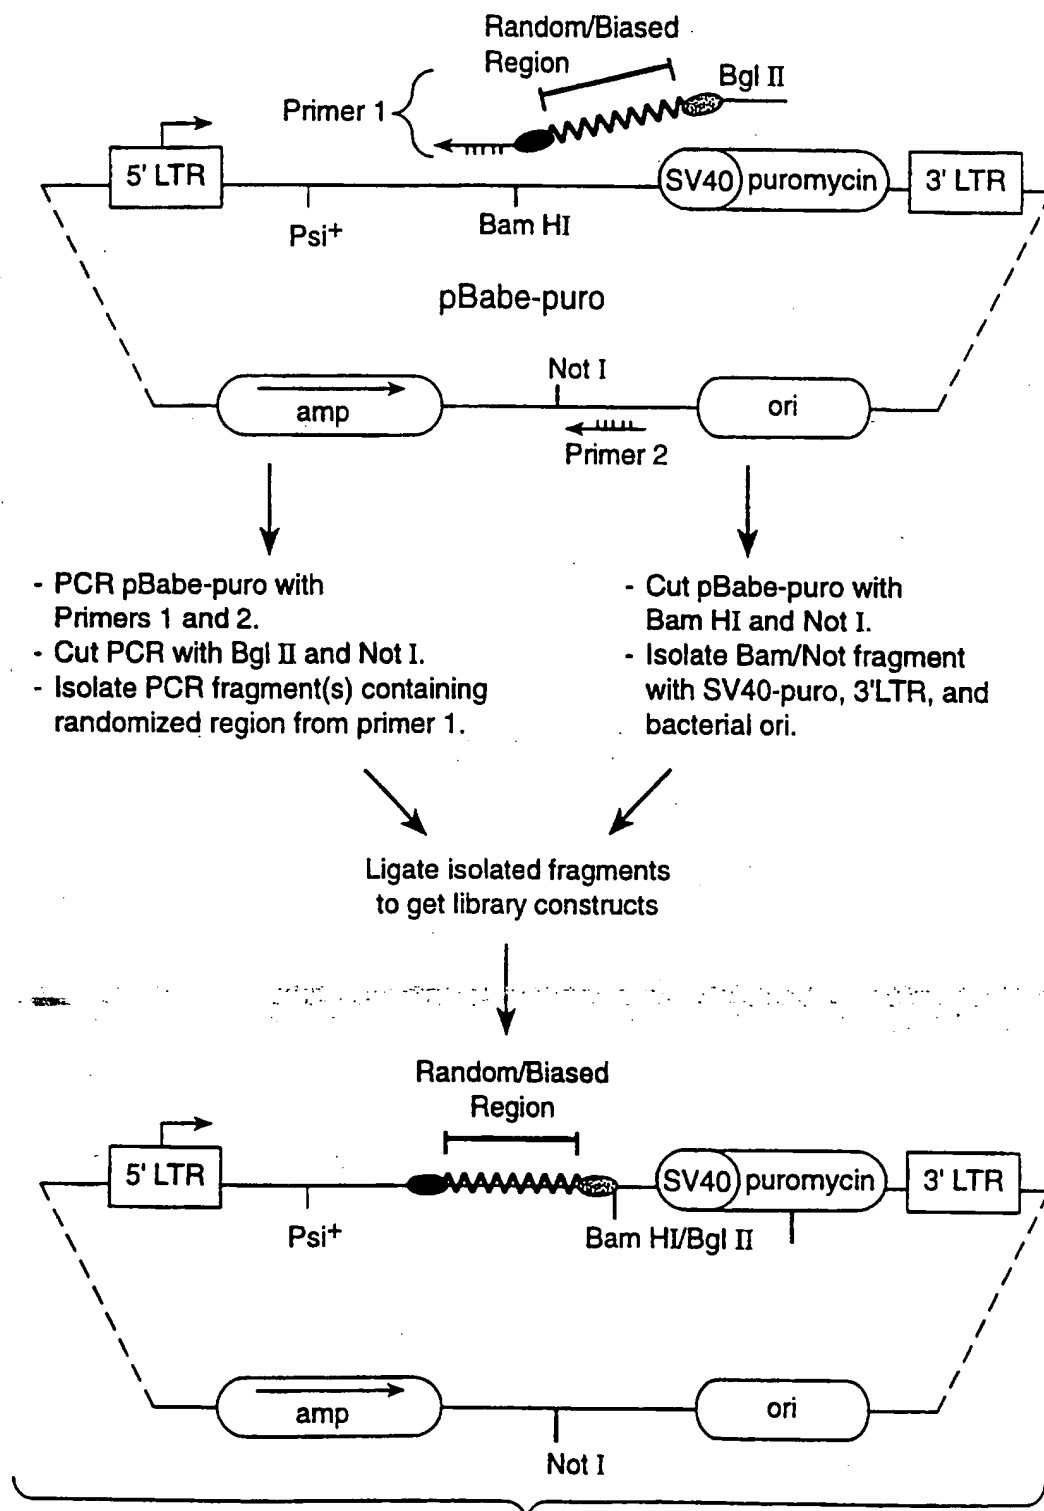 Random/Biased
Region
Bgl II
Primer 1
5' LTR
SV40
puromycin
3' LTR
Psi+
Bam HI
pBabe-puro
Not I
amp
ori
Primer 2
- PCR pBabe-puro with
Primers 1 and 2.
- Cut PCR with Bgl II and Not I.
- Isolate PCR fragment(s) containing
randomized region from primer 1.
- Cut pBabe-puro with
Bam HI and Not I.
- Isolate Bam/Not fragment
with SV40-puro, 3'LTR, and
bacterial ori.
Ligate isolated fragments
to get library constructs
Random/Biased
Region
5' LTR
SV40
puromycin
3' LTR
Psi+
Bam HI/Bgl II
amp
ori
Not I